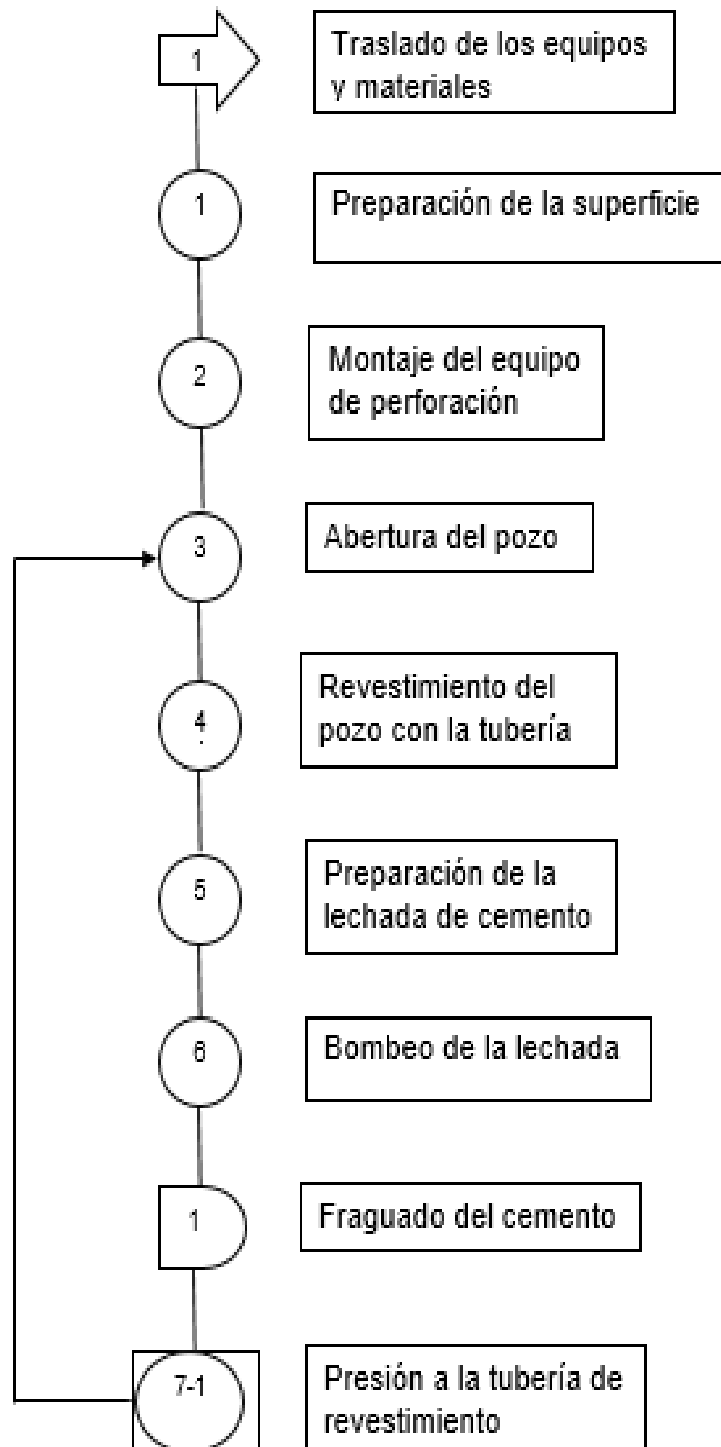 1
Traslado de los equipos
y materiales
1
Preparación de la superficie
2
Montaje del equipo
de perforación
3
Abertura del pozo
4
Revestimiento del
pozo con la tubería
5
Preparación de la
lechada de cemento
6
Bombeo de la lechada
1
Fraguado del cemento
7-1
Presión a la tubería de
revestimiento